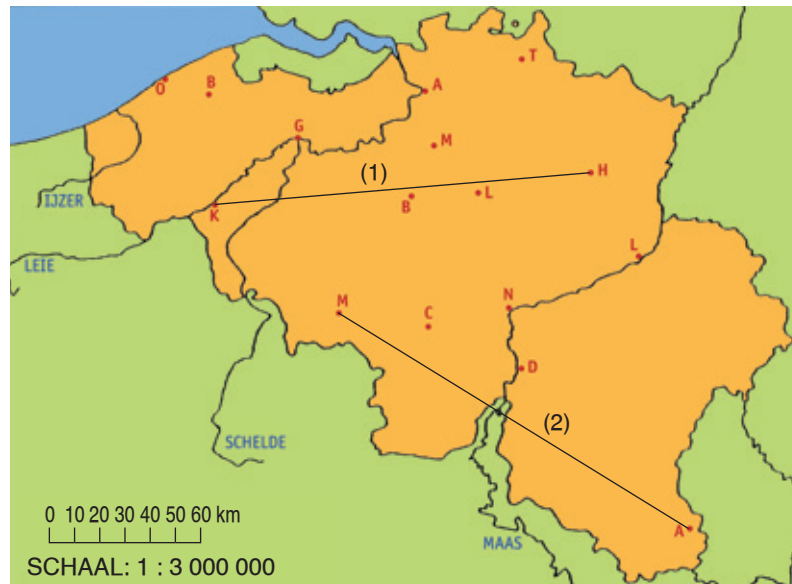 T
O
B
A
G
M
(1)
H
IJZER
B
L
K
LEIE
L
M
C
N
D
(2)
SCHELDE
0 10 20 30 40 50 60 km
A
MAAS
SCHAAL: 1 : 3 000 000